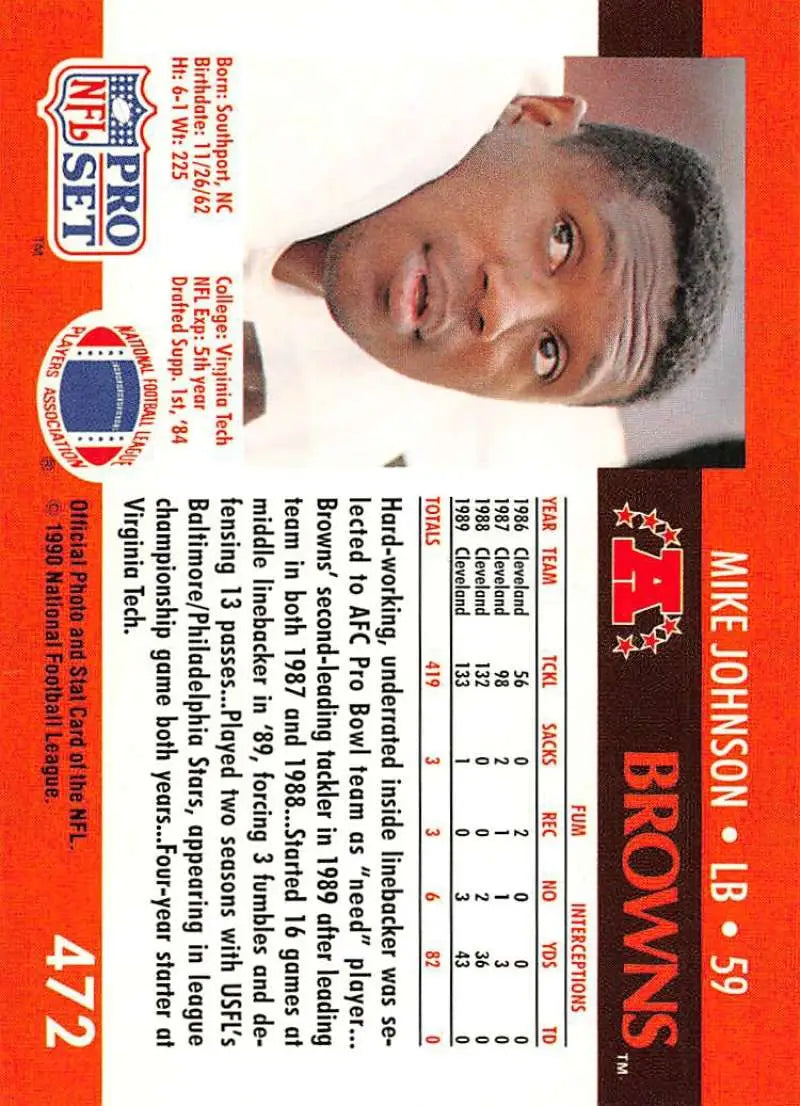 MIKE JOHNSON • LB • 59
A BROWNS™
FUM INTERCEPTIONS
YEAR TEAM TCKL SACKS REC NO YDS TD
1986 Cleveland 56 0 2 0 0 0
1987 Cleveland 98 2 1 1 3 0
1988 Cleveland 132 0 0 2 36 0
1989 Cleveland 133 1 0 3 43 0
TOTALS 419 3 3 6 82 0
Hard-working, underrated inside linebacker was se-
lected to AFC Pro Bowl team as "need" player...
Browns' second-leading tackler in 1989 after leading
team in both 1987 and 1988...Started 16 games at
middle linebacker in '89, forcing 3 fumbles and de-
fensing 13 passes...Played two seasons with USFL's
Baltimore/Philadelphia Stars, appearing in league
championship game both years...Four-year starter at
Virginia Tech.
Born: Southport, NC
Birthdate: 11/26/62
Ht: 6-1 Wt: 225
College: Virginia Tech
NFL Exp: 5th year
Drafted Supp. 1st, '84
PRO
NFL SET™
NATIONAL FOOTBALL LEAGUE
PLAYERS ASSOCIATION®
Official Photo and Stat Card of the NFL.
© 1990 National Football League.
472